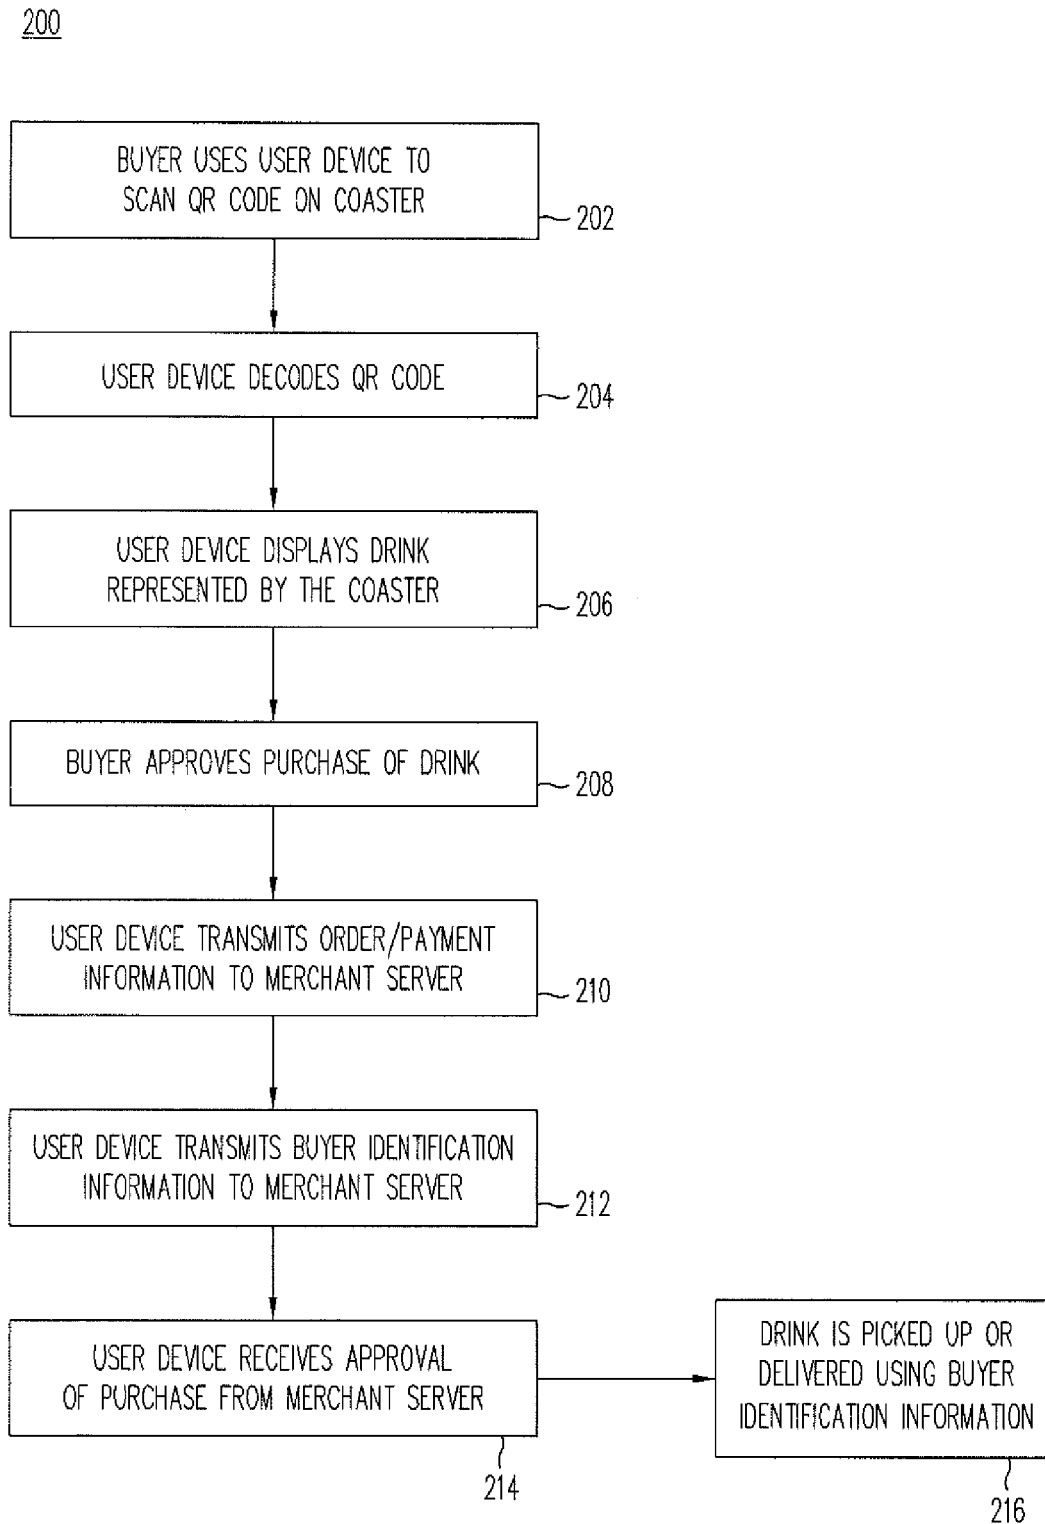 200
BUYER USES USER DEVICE TO
SCAN QR CODE ON COASTER
202
USER DEVICE DECODES QR CODE
204
USER DEVICE DISPLAYS DRINK
REPRESENTED BY THE COASTER
206
BUYER APPROVES PURCHASE OF DRINK
208
USER DEVICE TRANSMITS ORDER/PAYMENT
INFORMATION TO MERCHANT SERVER
210
USER DEVICE TRANSMITS BUYER IDENTIFICATION
INFORMATION TO MERCHANT SERVER
212
USER DEVICE RECEIVES APPROVAL
OF PURCHASE FROM MERCHANT SERVER
214
DRINK IS PICKED UP OR
DELIVERED USING BUYER
IDENTIFICATION INFORMATION
216